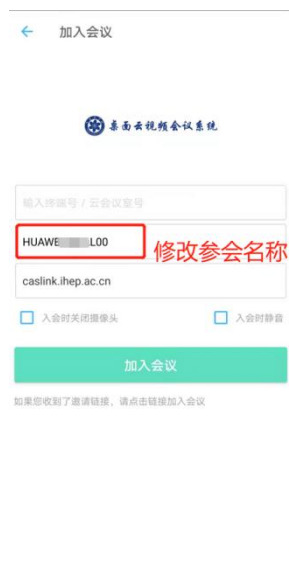 加入会议
桌面云视频会议系统
输入终端号 / 云会议室号
HUAWE L00
修改参会名称
caslink.ihep.ac.cn
入会时关闭摄像头
入会时静音
加入会议
如果您收到了邀请链接，请点击链接加入会议